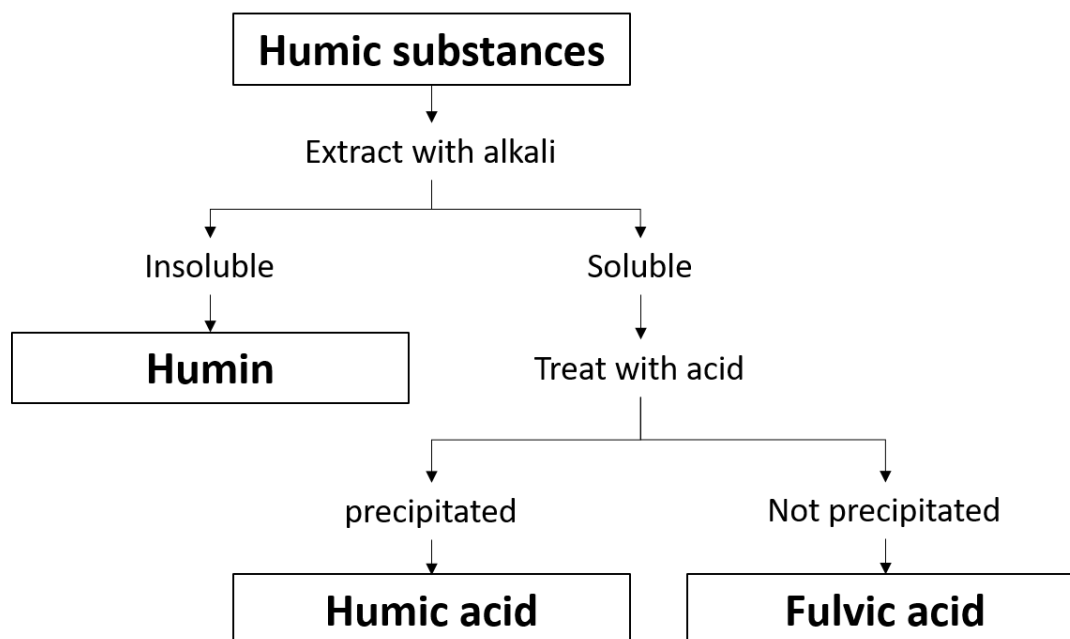 Humic substances
Extract with alkali
Insoluble
Soluble
Humin
Treat with acid
precipitated
Not precipitated
Humic acid
Fulvic acid